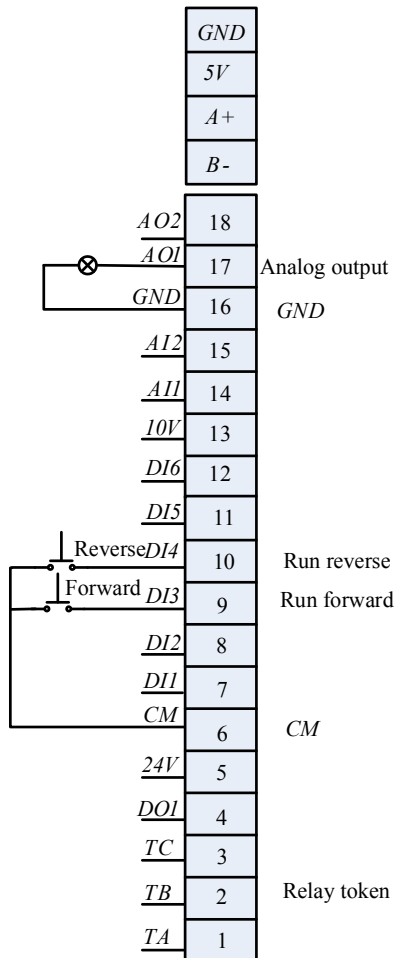 GND
5V
A+
B-
AO2 18
AO1 17 Analog output
GND 16 GND
AI2 15
AI1 14
10V 13
DI6 12
DI5 11
Reverse DI4 10 Run reverse
Forward DI3 9 Run forward
DI2 8
DI1 7
CM 6 CM
24V 5
DO1 4
TC 3
TB 2 Relay token
TA 1